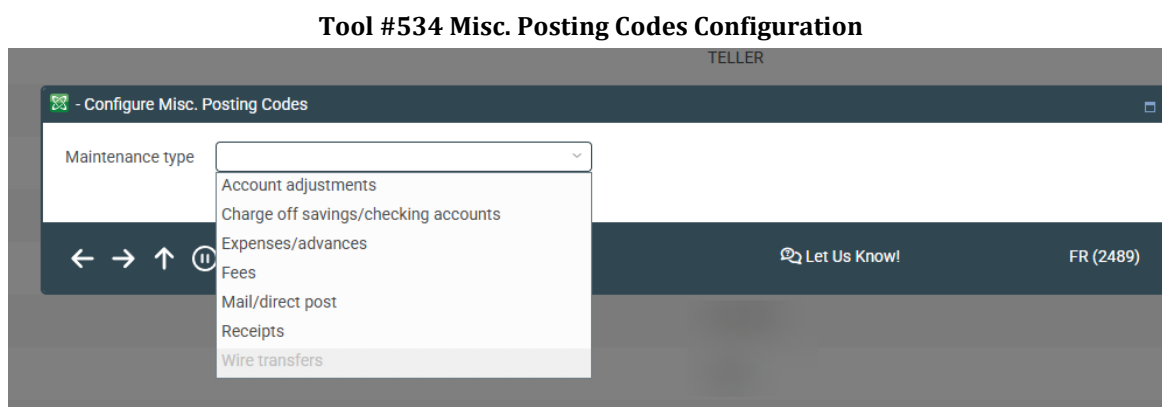 Tool #534 Misc. Posting Codes Configuration
TELLER
- Configure Misc. Posting Codes
Maintenance type
Account adjustments
Charge off savings/checking accounts
Expenses/advances
Fees
Mail/direct post
Receipts
Wire transfers
Let Us Know!
FR (2489)